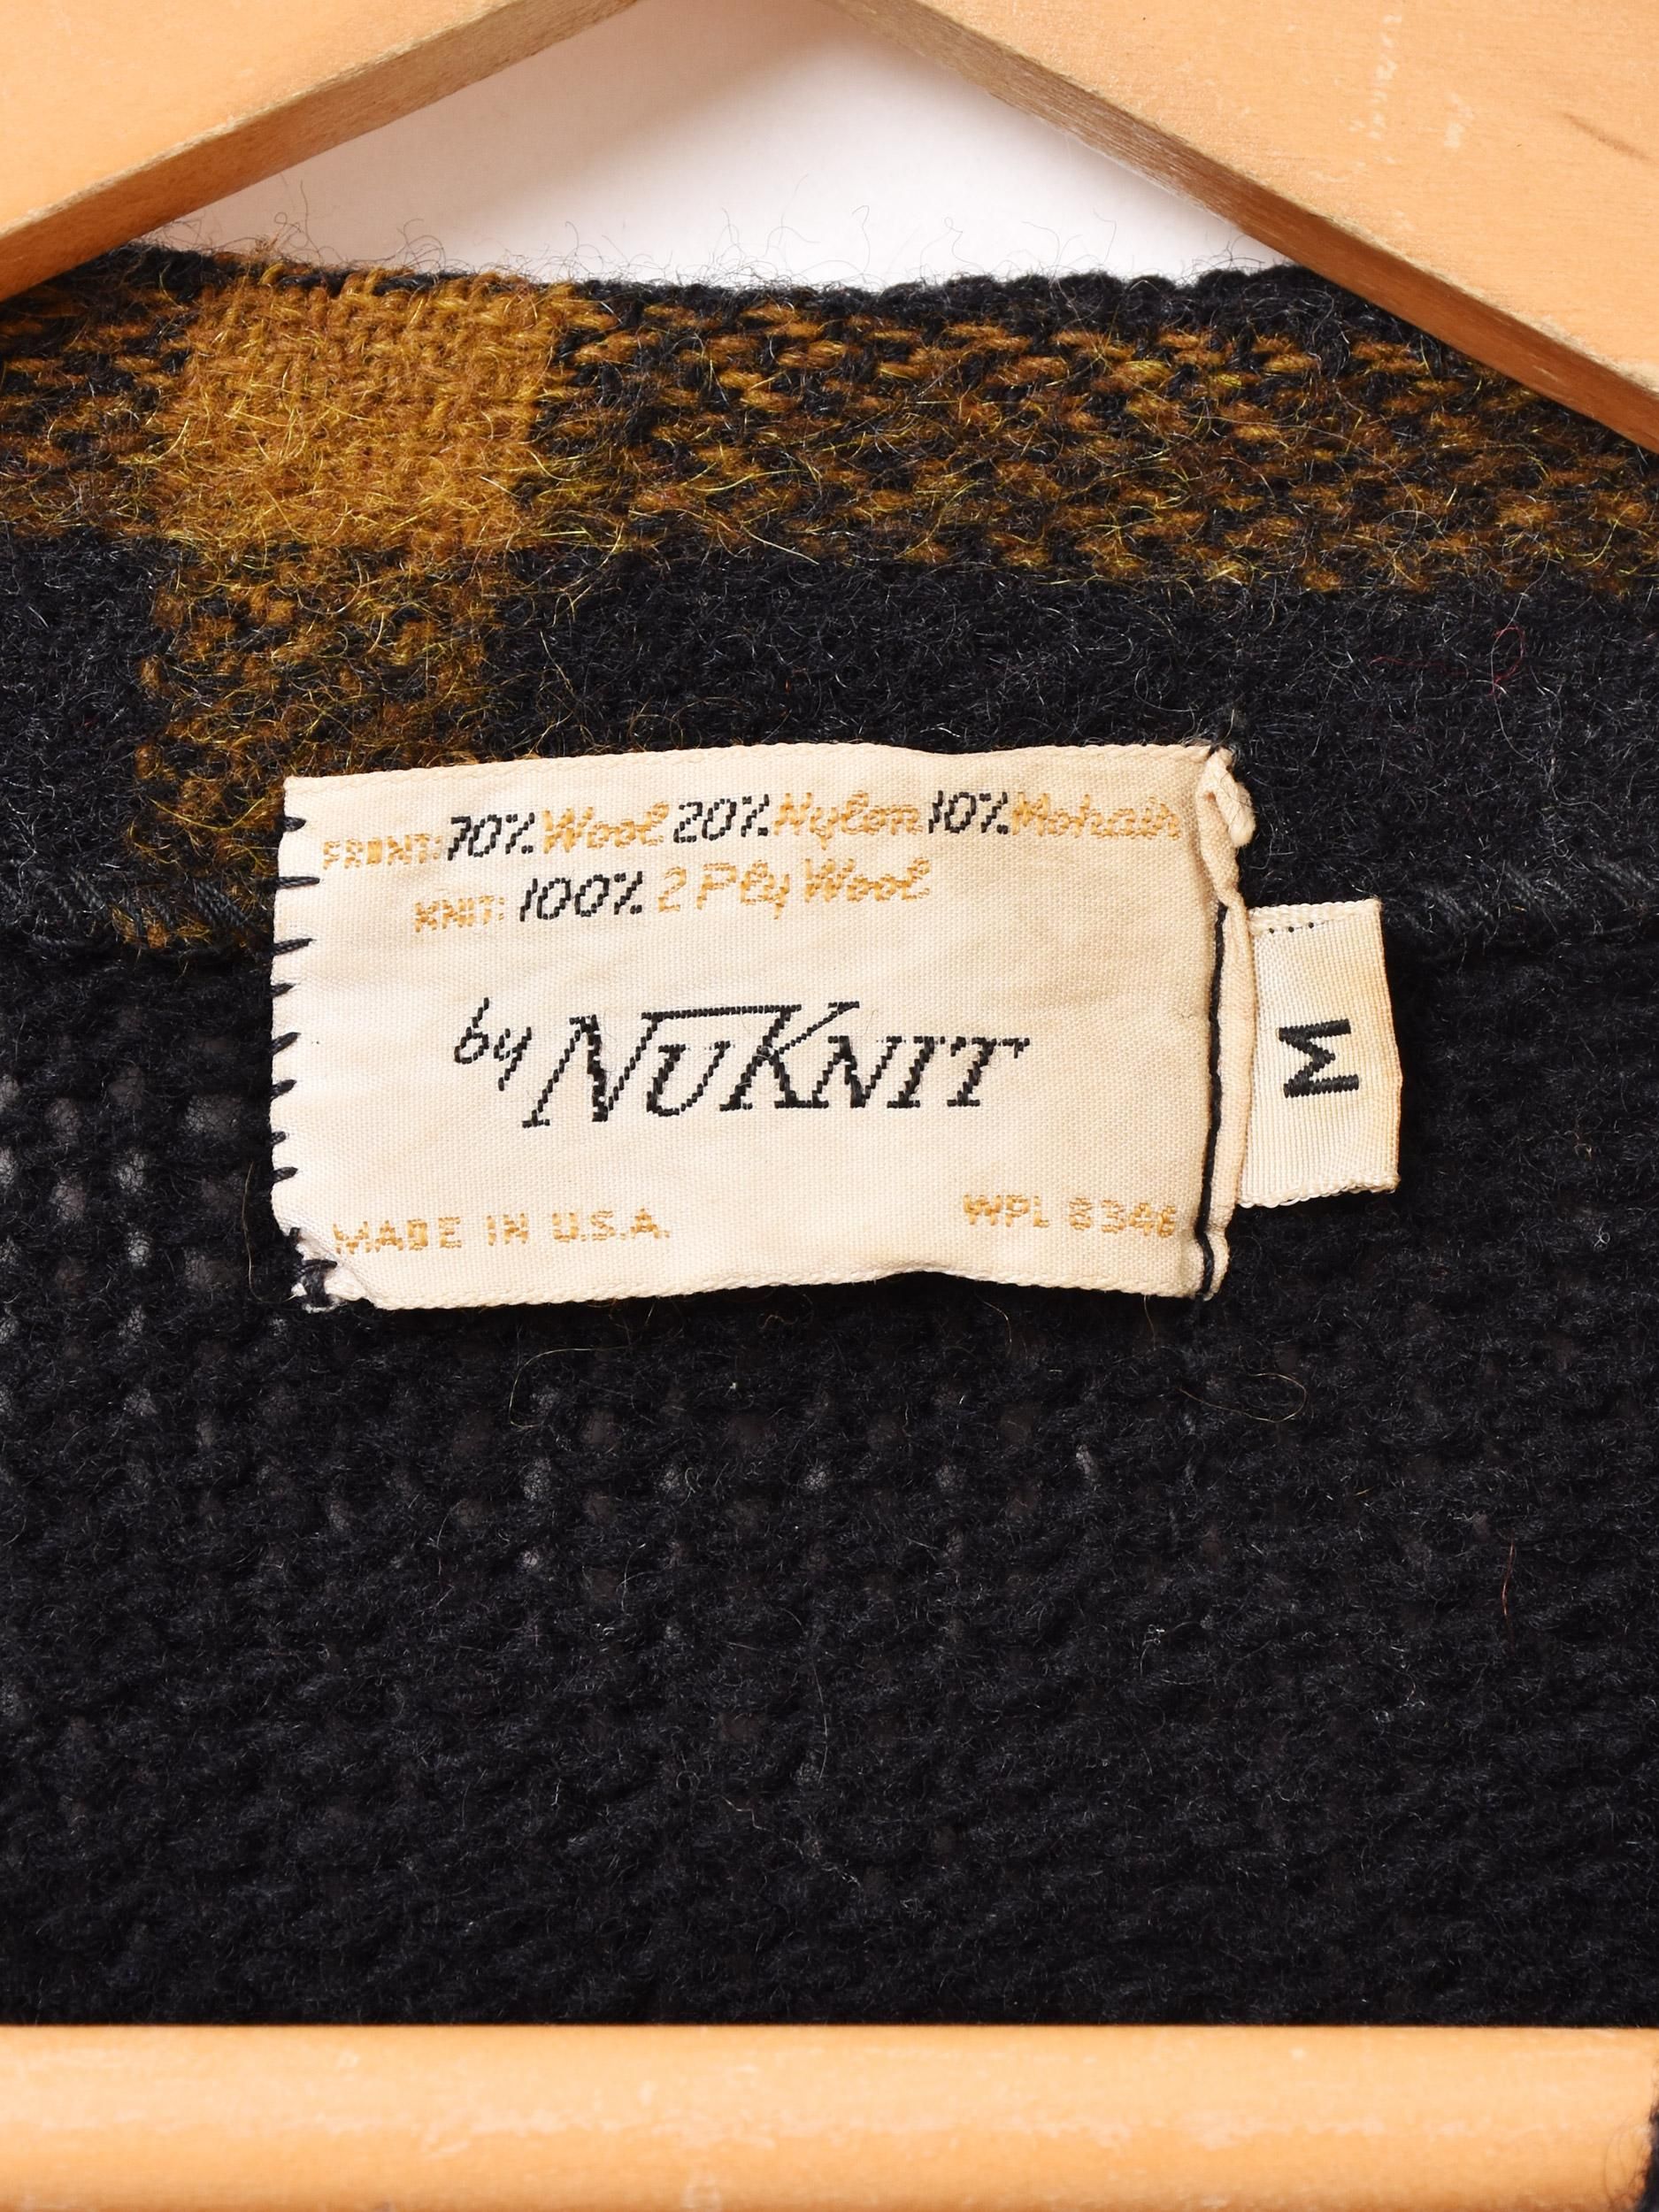 FRONT: 70% Wool 20% Nylon 10% Mohair
KNIT: 100% 2 Ply Wool
by NUKNIT
M
MADE IN U.S.A. WPL 8346